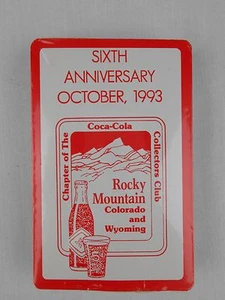 SIXTH
ANNIVERSARY
OCTOBER, 1993
Chapter of The
Coca-Cola
Collectors Club
Rocky
Mountain
Colorado
and
Wyoming